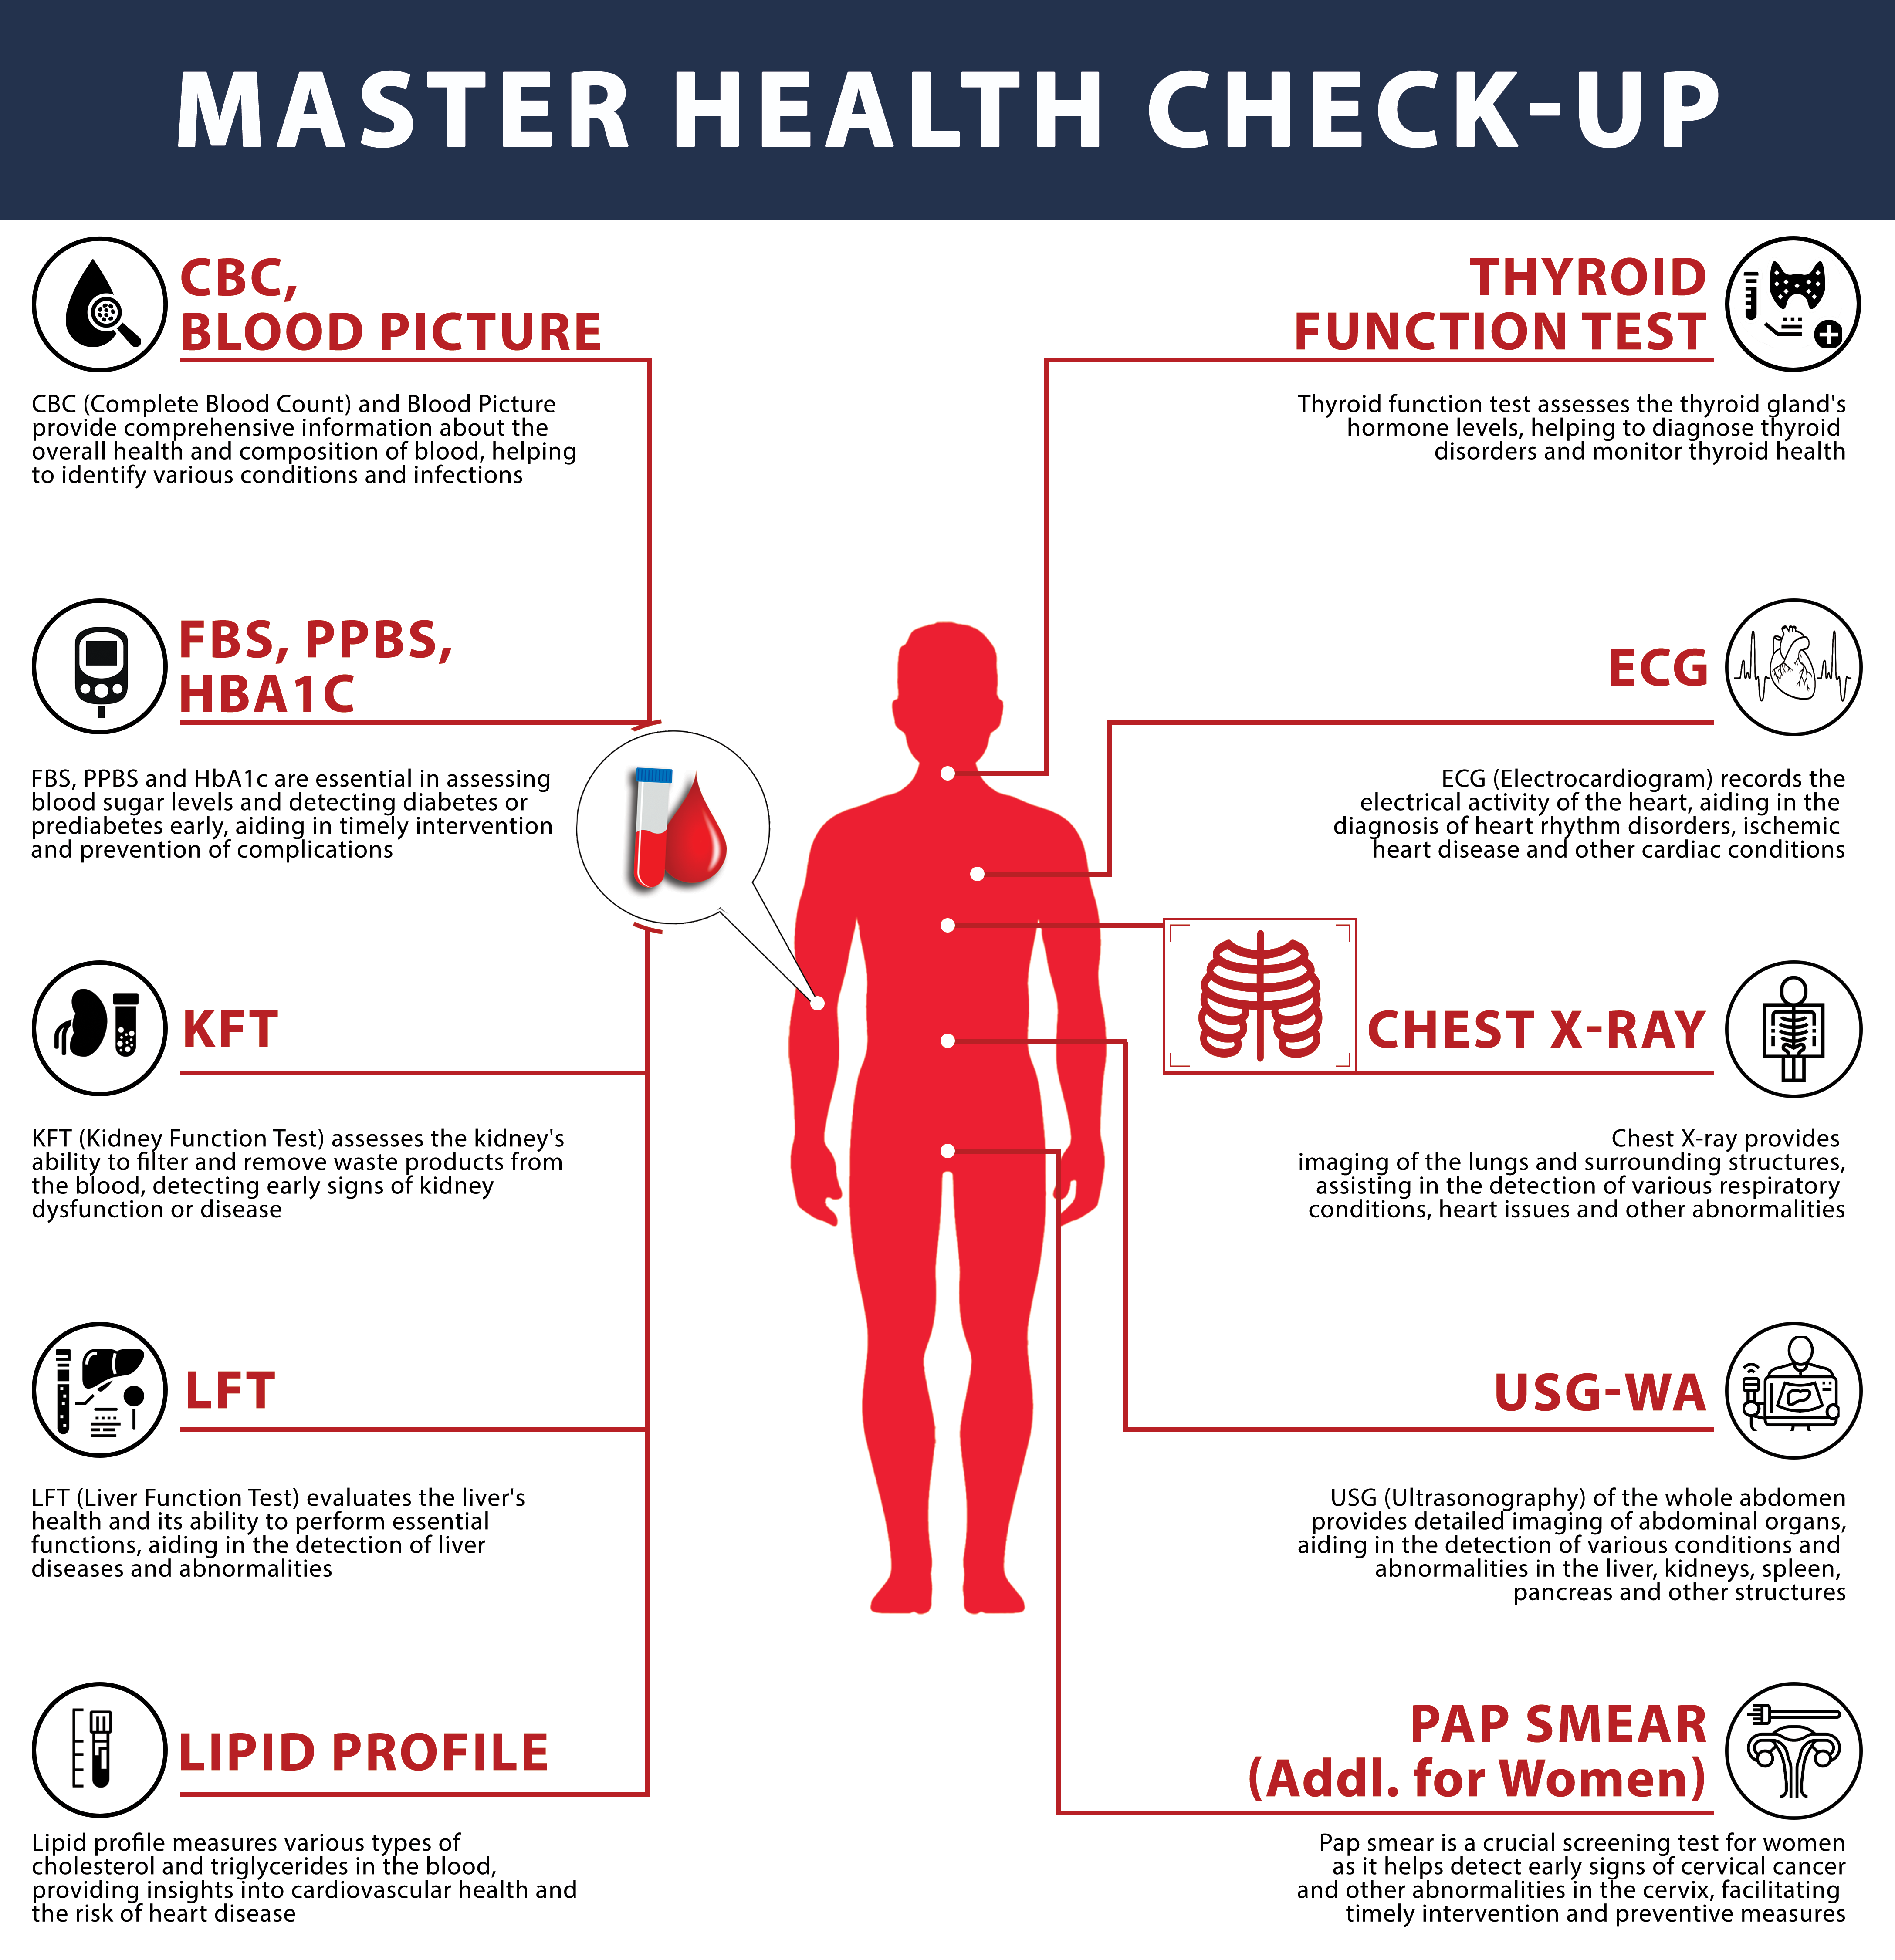 MASTER HEALTH CHECK-UP
CBC,
BLOOD PICTURE
CBC (Complete Blood Count) and Blood Picture
provide comprehensive information about the
overall health and composition of blood, helping
to identify various conditions and infections
FBS, PPBS,
HBA1C
FBS, PPBS and HbA1c are essential in assessing
blood sugar levels and detecting diabetes or
prediabetes early, aiding in timely intervention
and prevention of complications
KFT
KFT (Kidney Function Test) assesses the kidney's
ability to filter and remove waste products from
the blood, detecting early signs of kidney
dysfunction or disease
LFT
LFT (Liver Function Test) evaluates the liver's
health and its ability to perform essential
functions, aiding in the detection of liver
diseases and abnormalities
LIPID PROFILE
Lipid profile measures various types of
cholesterol and triglycerides in the blood,
providing insights into cardiovascular health and
the risk of heart disease
THYROID
FUNCTION TEST
Thyroid function test assesses the thyroid gland's
hormone levels, helping to diagnose thyroid
disorders and monitor thyroid health
ECG
ECG (Electrocardiogram) records the
electrical activity of the heart, aiding in the
diagnosis of heart rhythm disorders, ischemic
heart disease and other cardiac conditions
CHEST X-RAY
Chest X-ray provides
imaging of the lungs and surrounding structures,
assisting in the detection of various respiratory
conditions, heart issues and other abnormalities
USG-WA
USG (Ultrasonography) of the whole abdomen
provides detailed imaging of abdominal organs,
aiding in the detection of various conditions and
abnormalities in the liver, kidneys, spleen,
pancreas and other structures
PAP SMEAR
(Addl. for Women)
Pap smear is a crucial screening test for women
as it helps detect early signs of cervical cancer
and other abnormalities in the cervix, facilitating
timely intervention and preventive measures